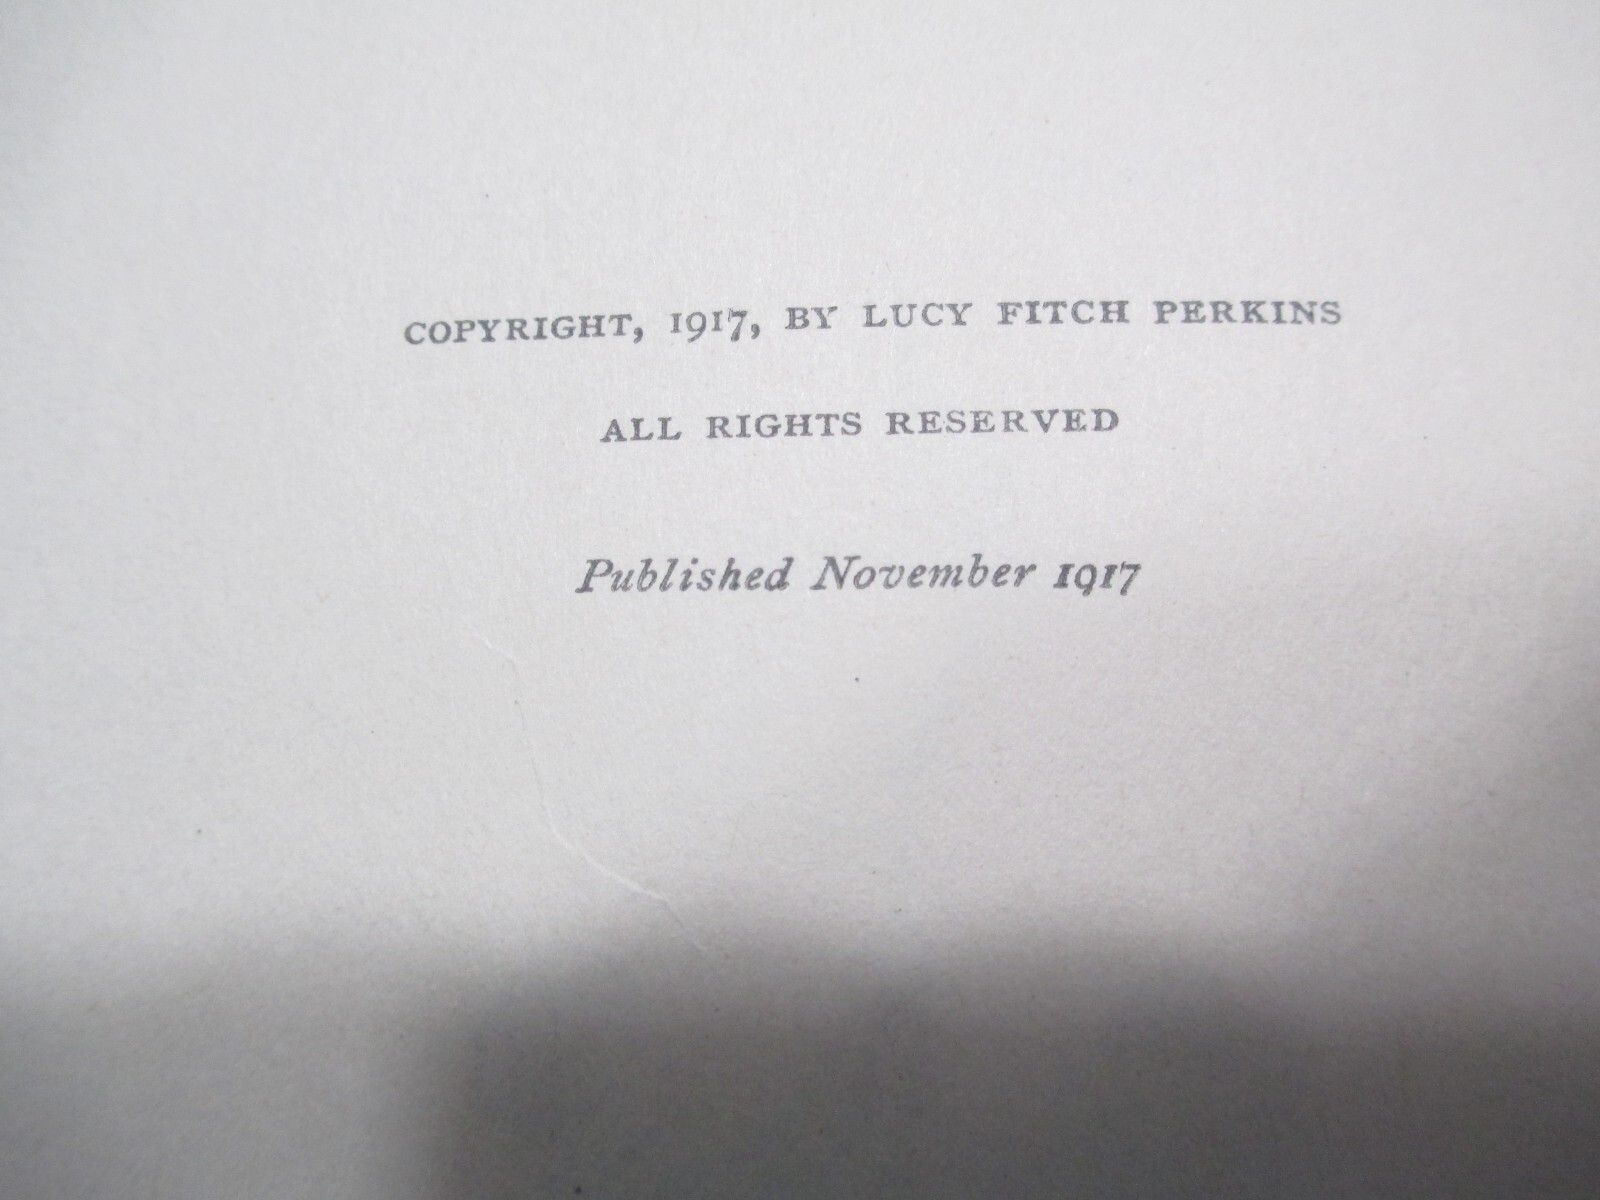 COPYRIGHT, 1917, BY LUCY FITCH PERKINS
ALL RIGHTS RESERVED
Published November 1917